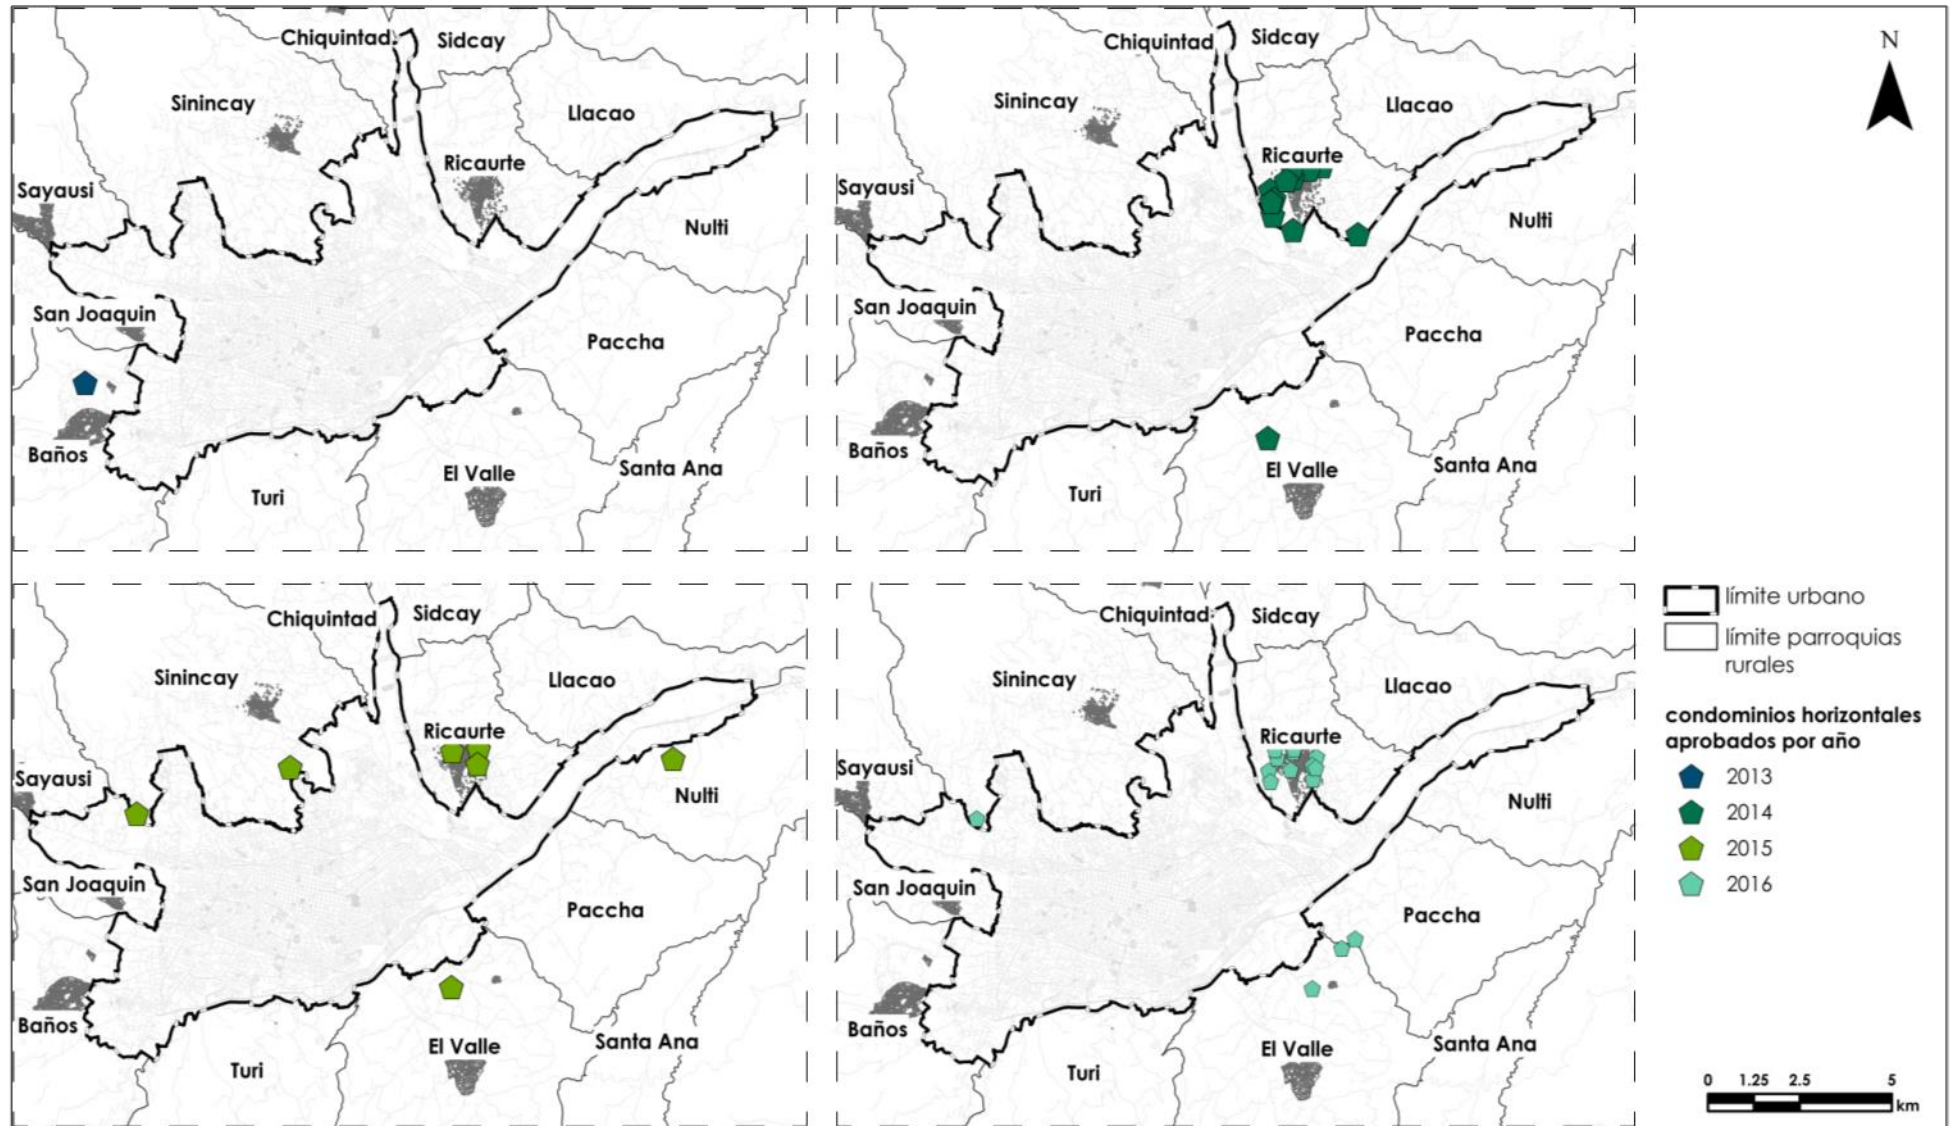 Chiquintad
Sidcay
Sinincay
Llacao
Ricaurte
Sayausi
Nulti
San Joaquin
Paccha
Baños
El Valle
Santa Ana
Turi
Chiquintad
Sidcay
Sinincay
Llacao
Ricaurte
Sayausi
Nulti
San Joaquin
Paccha
Baños
El Valle
Santa Ana
Turi
Chiquintad
Sidcay
Sinincay
Llacao
Ricaurte
Sayausi
Nulti
San Joaquin
Paccha
Baños
El Valle
Santa Ana
Turi
Chiquintad
Sidcay
Sinincay
Llacao
Ricaurte
Sayausi
Nulti
San Joaquin
Paccha
Baños
El Valle
Santa Ana
Turi
N
límite urbano
límite parroquias
rurales
condominios horizontales
aprobados por año
2013
2014
2015
2016
0 1.25 2.5 5
km